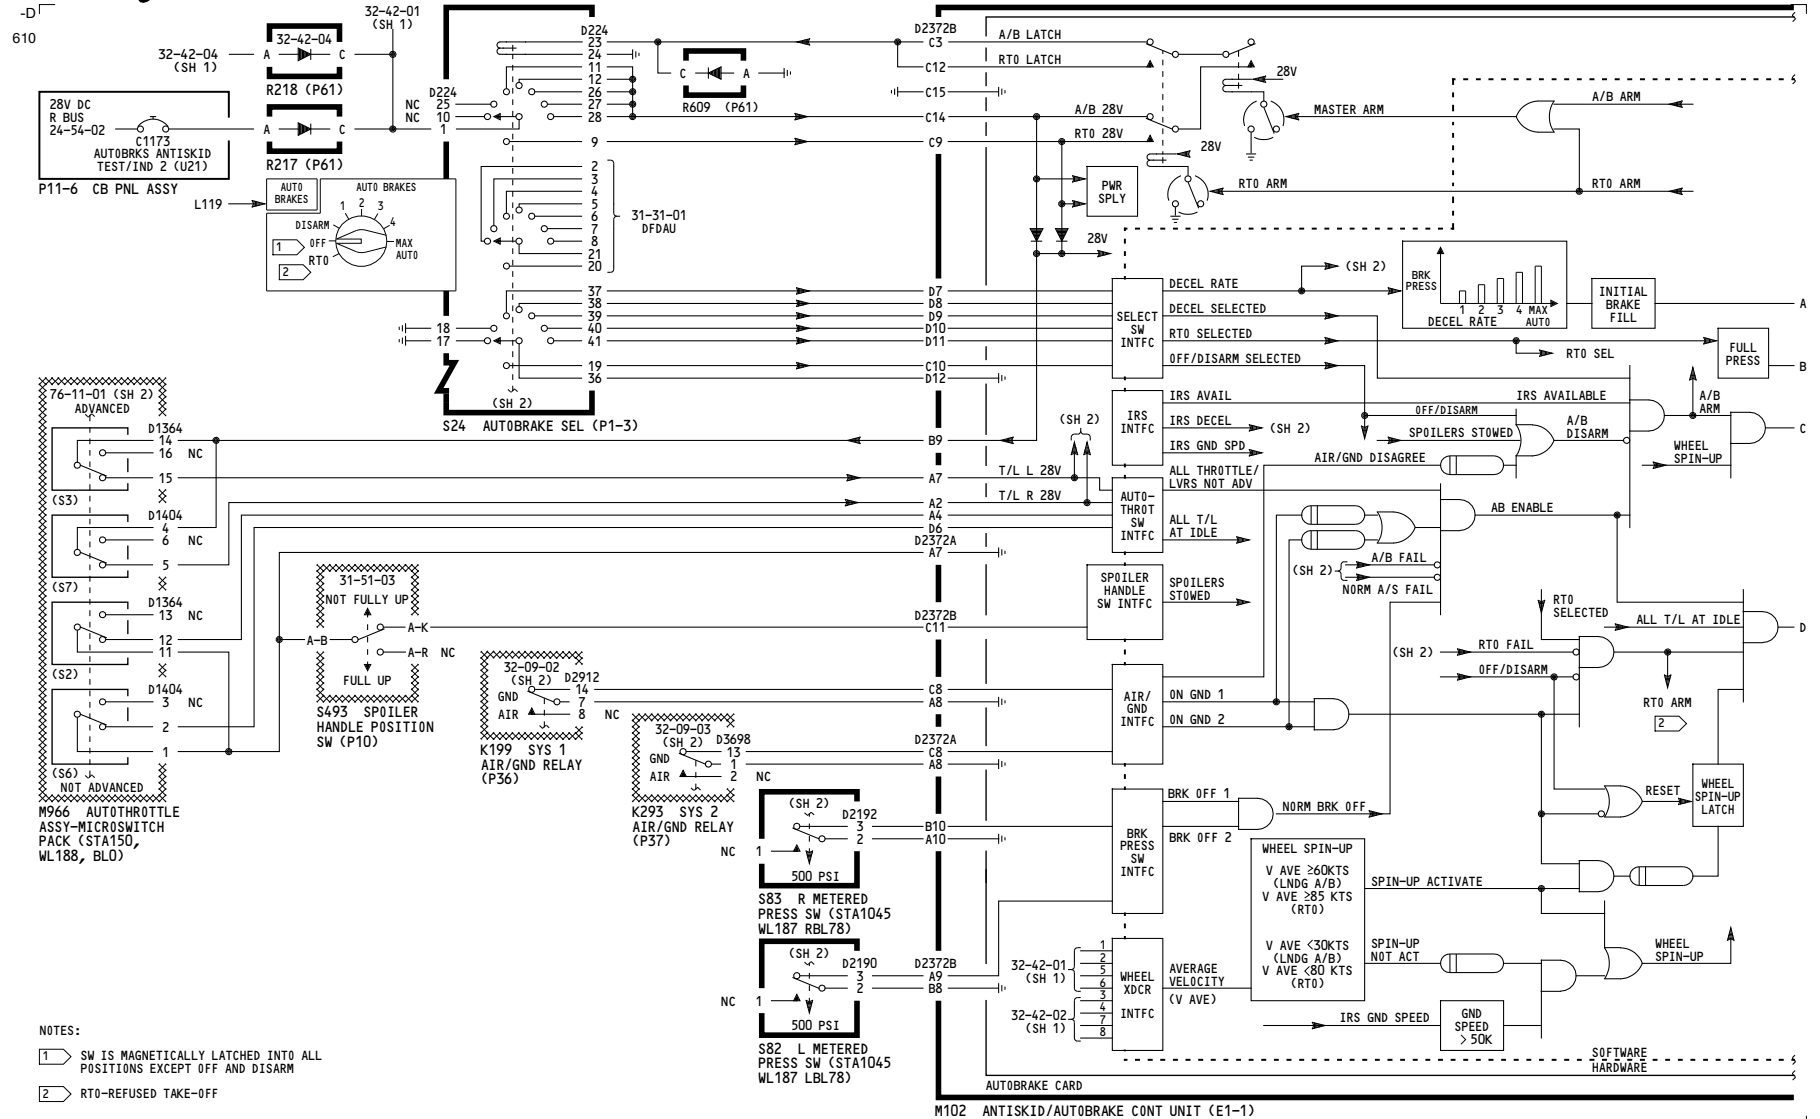 -D
610
32-42-01
(SH 1)
32-42-04
(SH 1)
32-42-04
A
C
R218 (P61)
28V DC
R BUS
24-54-02
C1173
AUTOBRKS ANTISKID
TEST/IND 2 (U21)
P11-6 CB PNL ASSY
A
C
R217 (P61)
L119
AUTO
BRAKES
AUTO BRAKES
DISARM
1
2
3
4
OFF
MAX
AUTO
RTO
1
2
D224
NC 25
NC 10
1
18
17
D224
23
24
11
12
26
27
28
9
2
3
4
5
6
7
8
21
20
31-31-01
DFDAU
37
38
39
40
41
19
36
(SH 2)
S24 AUTOBRAKE SEL (P1-3)
C
A
R609 (P61)
D2372B
C3
C12
C15
C14
C9
D7
D8
D9
D10
D11
C10
D12
B9
A7
A2
A4
D6
D2372A
A7
D2372B
C11
C8
A8
D2372A
C8
A8
B10
A10
D2372B
A9
B8
A/B LATCH
RTO LATCH
A/B 28V
RTO 28V
28V
28V
MASTER ARM
A/B ARM
RTO ARM
RTO ARM
PWR
SPLY
28V
SELECT
SW
INTFC
DECEL RATE
(SH 2)
DECEL SELECTED
RTO SELECTED
OFF/DISARM SELECTED
BRK
PRESS
1 2 3 4 MAX
AUTO
DECEL RATE
INITIAL
BRAKE
FILL
A
RTO SEL
FULL
PRESS
B
IRS
INTFC
IRS AVAIL
IRS DECEL
(SH 2)
IRS GND SPD
IRS AVAILABLE
OFF/DISARM
SPOILERS STOWED
AIR/GND DISAGREE
A/B
DISARM
A/B
ARM
WHEEL
SPIN-UP
C
(SH 2)
T/L L 28V
T/L R 28V
AUTO-
THROT
SW
INTFC
ALL THROTTLE/
LVRS NOT ADV
ALL T/L
AT IDLE
AB ENABLE
(SH 2)
A/B FAIL
NORM A/S FAIL
SPOILER
HANDLE
SW INTFC
SPOILERS
STOWED
RTO
SELECTED
ALL T/L AT IDLE
D
(SH 2)
RTO FAIL
OFF/DISARM
RTO ARM
2
AIR/
GND
INTFC
ON GND 1
ON GND 2
RESET
WHEEL
SPIN-UP
LATCH
BRK
PRESS
SW
INTFC
BRK OFF 1
BRK OFF 2
NORM BRK OFF
WHEEL SPIN-UP
V AVE ≥60KTS
(LNDG A/B)
V AVE ≥85 KTS
(RTO)
V AVE <30KTS
(LNDG A/B)
V AVE <80 KTS
(RTO)
SPIN-UP ACTIVATE
SPIN-UP
NOT ACT
WHEEL
SPIN-UP
32-42-01
(SH 1)
1
2
5
6
32-42-02
(SH 1)
3
4
7
8
WHEEL
XDCR
INTFC
AVERAGE
VELOCITY
(V AVE)
IRS GND SPEED
GND
SPEED
> 50K
SOFTWARE
HARDWARE
AUTOBRAKE CARD
M102 ANTISKID/AUTOBRAKE CONT UNIT (E1-1)
76-11-01 (SH 2)
ADVANCED
D1364
14
16 NC
15
(S3)
D1404
4
6 NC
5
(S7)
D1364
13 NC
12
11
(S2)
D1404
3 NC
2
1
(S6)
NOT ADVANCED
M966 AUTOTHROTTLE
ASSY-MICROSWITCH
PACK (STA150,
WL188, BL0)
31-51-03
NOT FULLY UP
A-B
A-K
A-R NC
FULL UP
S493 SPOILER
HANDLE POSITION
SW (P10)
32-09-02
(SH 2)
D2912
GND
14
7
AIR
8 NC
K199 SYS 1
AIR/GND RELAY
(P36)
32-09-03
(SH 2)
D3698
GND
13
1
AIR
2 NC
K293 SYS 2
AIR/GND RELAY
(P37)
(SH 2)
D2192
3
2
NC 1
500 PSI
S83 R METERED
PRESS SW (STA1045
WL187 RBL78)
(SH 2)
D2190
3
2
NC 1
500 PSI
S82 L METERED
PRESS SW (STA1045
WL187 LBL78)
NOTES:
1 SW IS MAGNETICALLY LATCHED INTO ALL
POSITIONS EXCEPT OFF AND DISARM
2 RTO-REFUSED TAKE-OFF